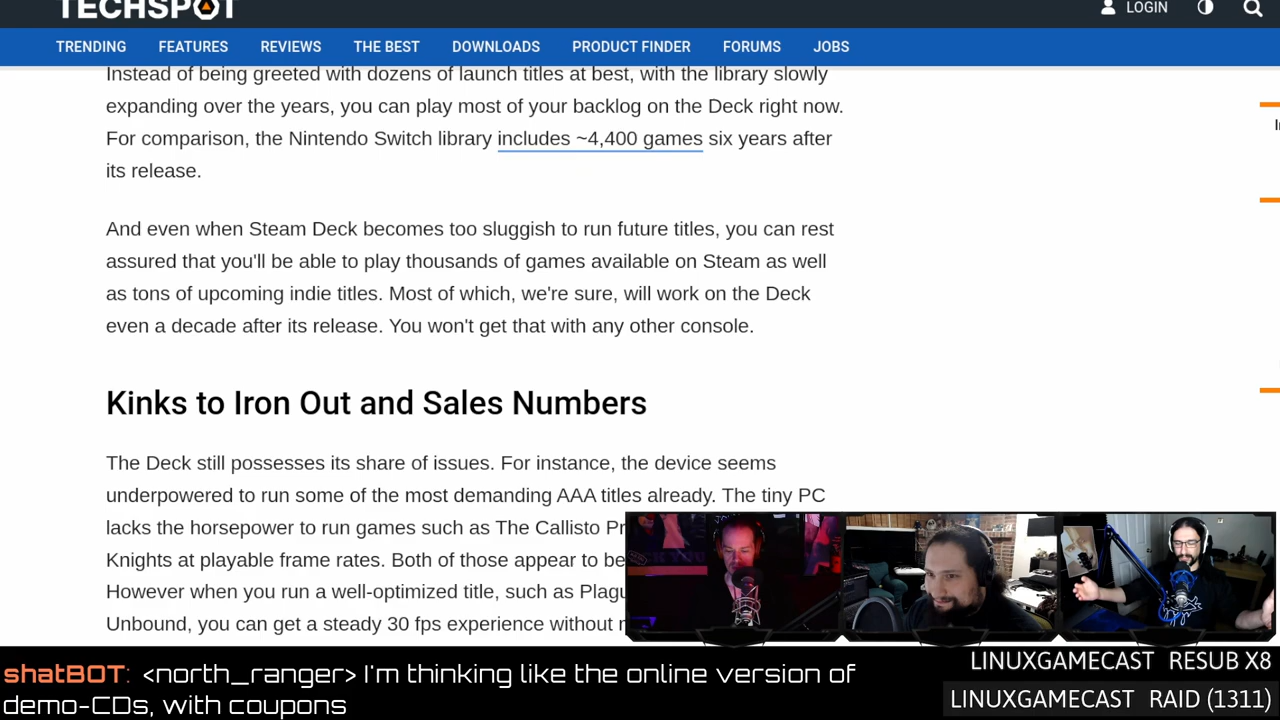 TECHSPOT
LOGIN
TRENDING FEATURES REVIEWS THE BEST DOWNLOADS PRODUCT FINDER FORUMS JOBS
Instead of being greeted with dozens of launch titles at best, with the library slowly
expanding over the years, you can play most of your backlog on the Deck right now.
For comparison, the Nintendo Switch library includes ~4,400 games six years after
its release.
And even when Steam Deck becomes too sluggish to run future titles, you can rest
assured that you'll be able to play thousands of games available on Steam as well
as tons of upcoming indie titles. Most of which, we're sure, will work on the Deck
even a decade after its release. You won't get that with any other console.
Kinks to Iron Out and Sales Numbers
The Deck still possesses its share of issues. For instance, the device seems
underpowered to run some of the most demanding AAA titles already. The tiny PC
lacks the horsepower to run games such as The Callisto
Knights at playable frame rates. Both of those appear to be
However when you run a well-optimized title, such as
Unbound, you can get a steady 30 fps experience without
shatBOT: <north_ranger> I'm thinking like the online version of
demo-CDs, with coupons
LINUXGAMECAST RESUB X8
LINUXGAMECAST RAID (1311)